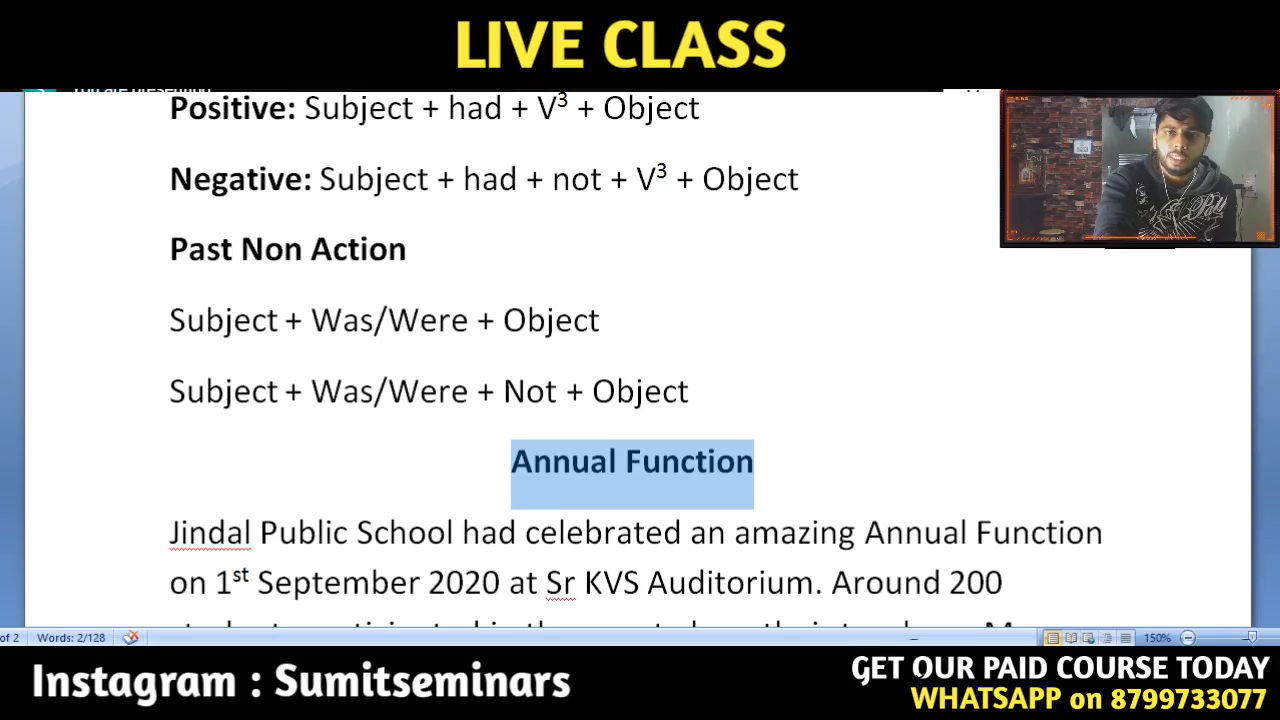 LIVE CLASS
Positive: Subject + had + V³ + Object
Negative: Subject + had + not + V³ + Object
Past Non Action
Subject + Was/Were + Object
Subject + Was/Were + Not + Object
Annual Function
Jindal Public School had celebrated an amazing Annual Function
on 1st September 2020 at Sr KVS Auditorium. Around 200
of 2 Words: 2/128 150%
Instagram : Sumitseminars
GET OUR PAID COURSE TODAY
WHATSAPP on 8799733077